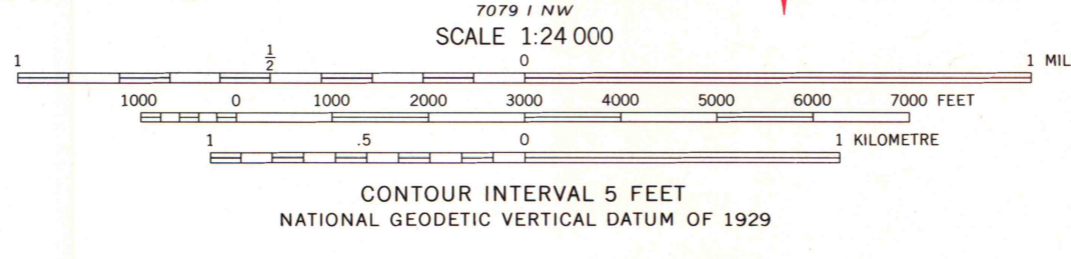 7079 I NW
SCALE 1:24 000
1 1/2 0 1 MIL
1000 0 1000 2000 3000 4000 5000 6000 7000 FEET
1 .5 0 1 KILOMETRE
CONTOUR INTERVAL 5 FEET
NATIONAL GEODETIC VERTICAL DATUM OF 1929